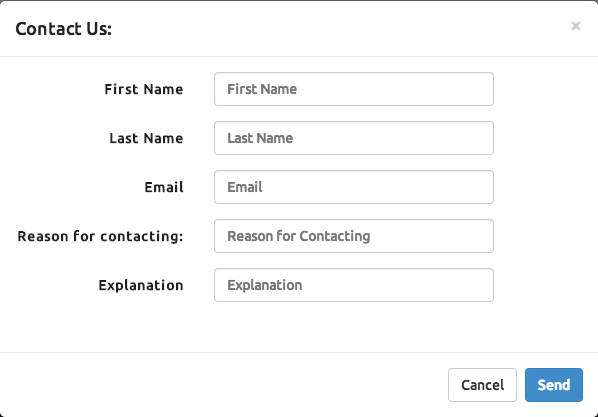 Contact Us:
×
First Name First Name
Last Name Last Name
Email Email
Reason for contacting: Reason for Contacting
Explanation Explanation
Cancel Send